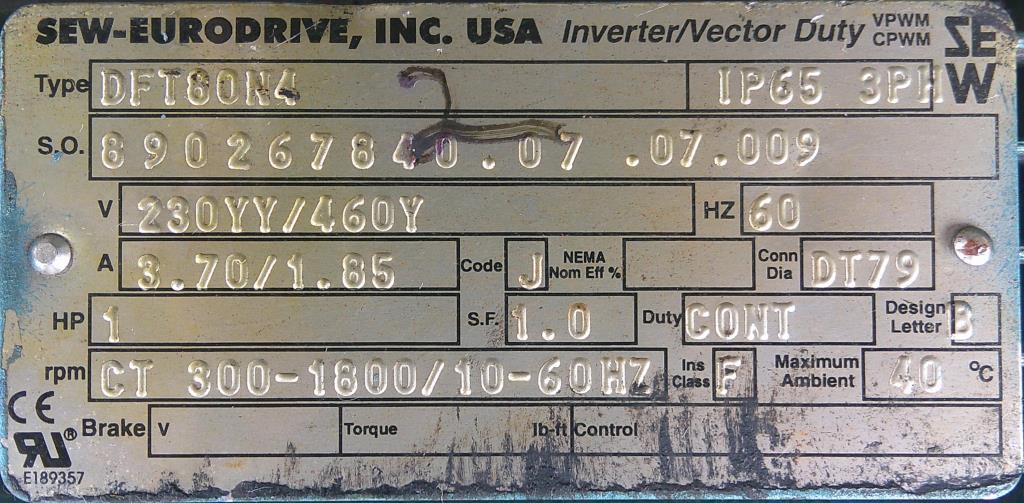 SEW-EURODRIVE, INC. USA Inverter/Vector Duty VPWM CPWM SEW
Type DFT80N4 IP65 3PH
S.O. 890267840.07 .07.009
V 230YY/460Y HZ 60
A 3.70/1.85 Code J NEMA Nom Eff % Conn Dia DT79
HP 1 S.F. 1.0 Duty CONT Design Letter B
rpm CT 300-1800/10-60HZ Ins Class F Maximum Ambient 40 °C
CE
Brake V Torque lb-ft Control
RU®
E189357